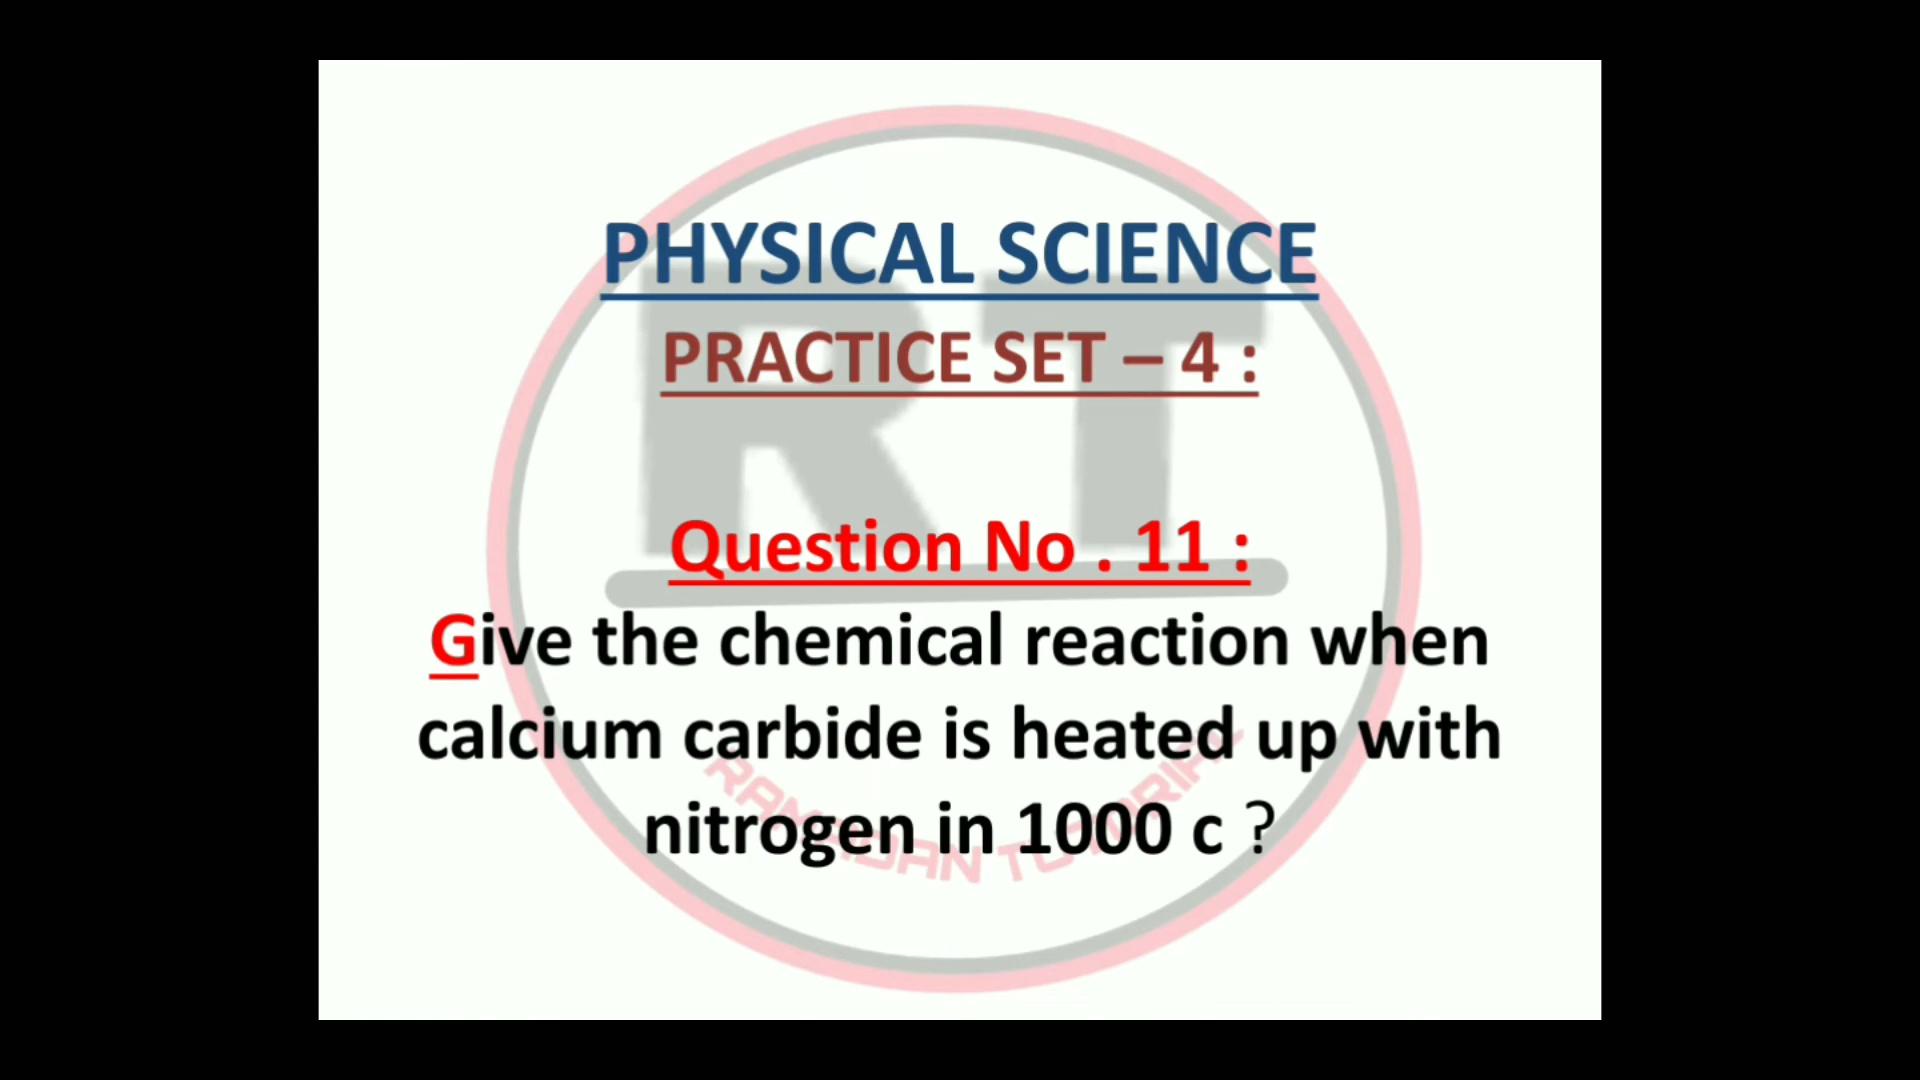 PHYSICAL SCIENCE
PRACTICE SET – 4 :
RT
Question No . 11 :
Give the chemical reaction when
calcium carbide is heated up with
nitrogen in 1000 c ?